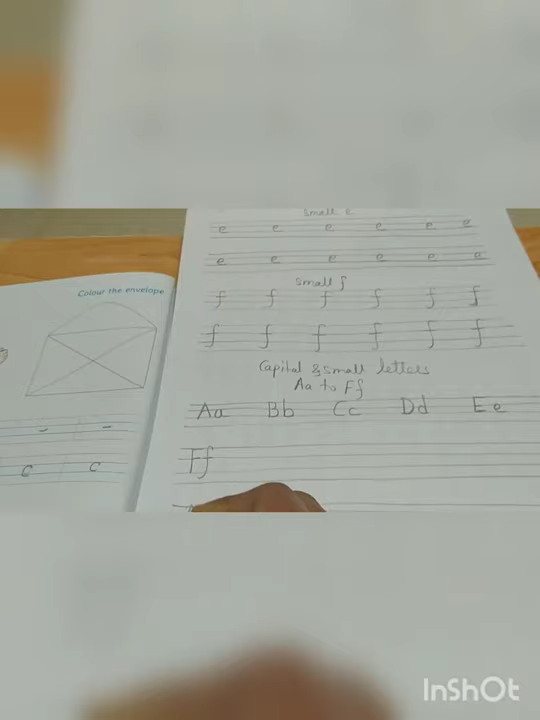 small e
e e e e e e
e e e e e e
small f
f f f f f f
f f f f f f
Capital & small letters
Aa to Ff
Aa Bb Cc Dd Ee
Ff
Colour the envelope
c c
InShOt